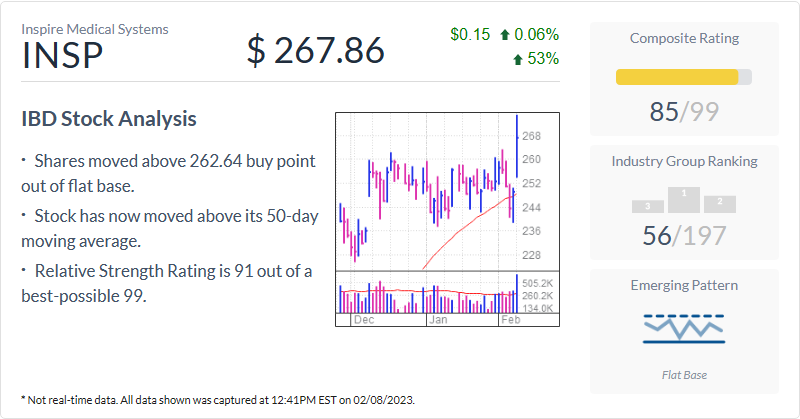 Inspire Medical Systems
INSP
$ 267.86
$0.15 0.06%
53%
IBD Stock Analysis
· Shares moved above 262.64 buy point
out of flat base.
· Stock has now moved above its 50-day
moving average.
· Relative Strength Rating is 91 out of a
best-possible 99.
268
260
252
244
236
228
505.2K
260.2K
134.0K
Dec Jan Feb
Composite Rating
85/99
Industry Group Ranking
3 1 2
56/197
Emerging Pattern
Flat Base
* Not real-time data. All data shown was captured at 12:41PM EST on 02/08/2023.